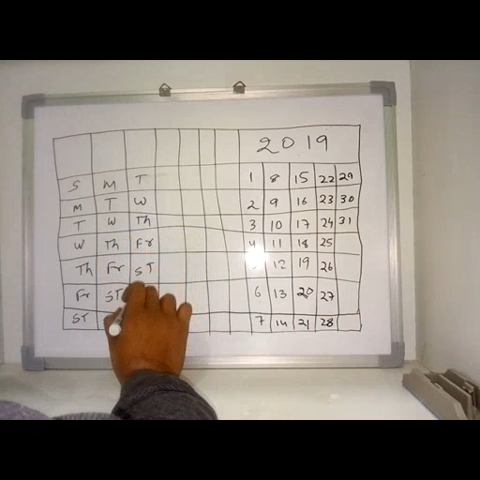 2019
S M T 1 8 15 22 29
M T W 2 9 16 23 30
T W Th 3 10 17 24 31
W Th Fr 4 11 18 25
Th Fr ST 12 19 26
Fr ST 6 13 20 27
ST 7 14 21 28